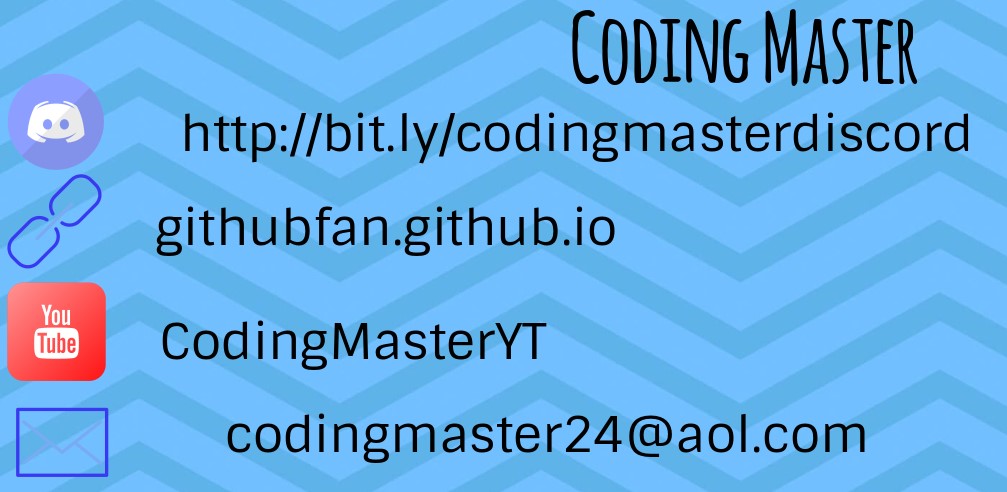 Coding Master
http://bit.ly/codingmasterdiscord
githubfan.github.io
You
Tube
CodingMasterYT
codingmaster24@aol.com